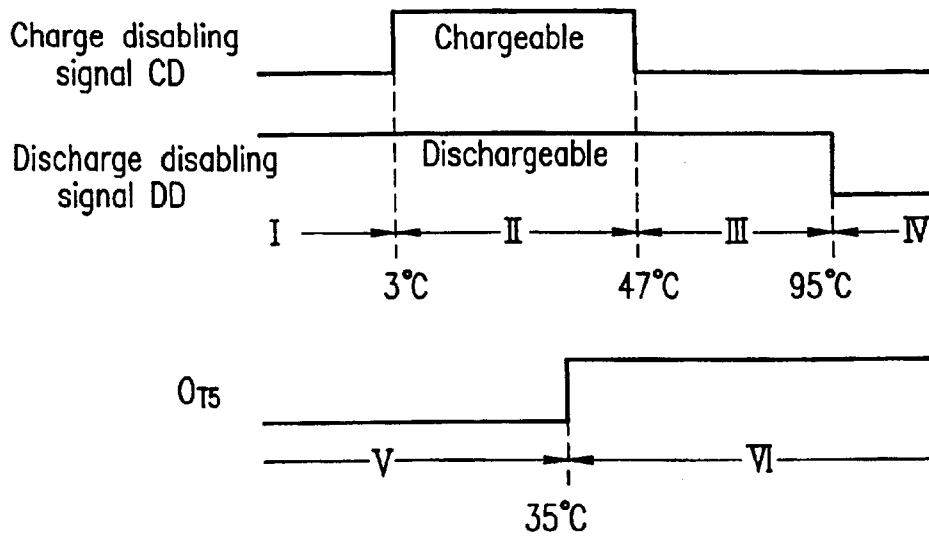 Charge disabling
signal CD
Chargeable
Discharge disabling
signal DD
Dischargeable
I II III IV
3°C 47°C 95°C
OT5
V VI
35°C